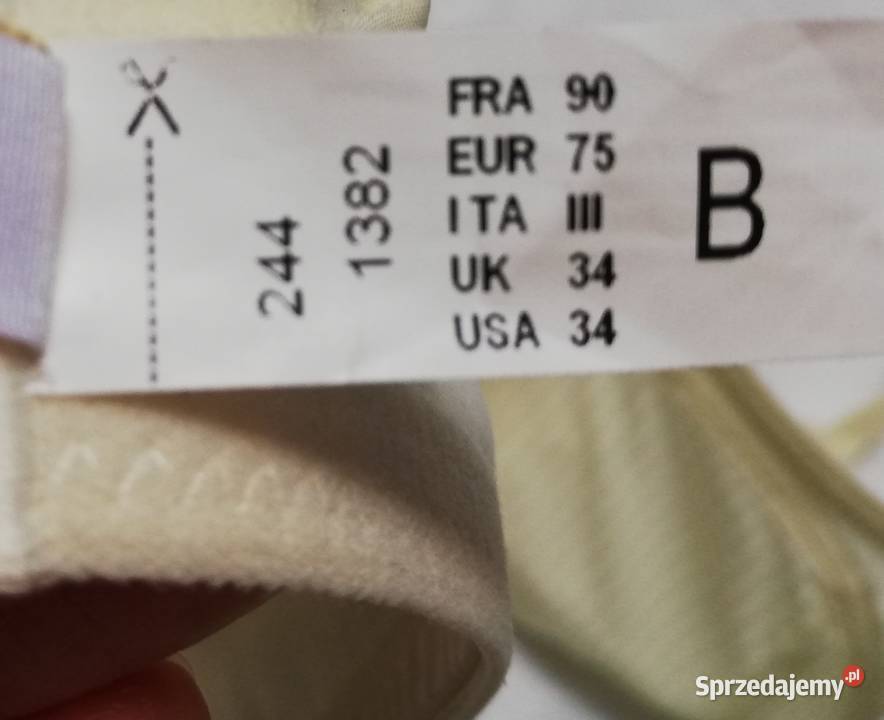 244
1382
FRA 90
EUR 75
ITA III
UK 34
USA 34
B
Sprzedajemy.pl